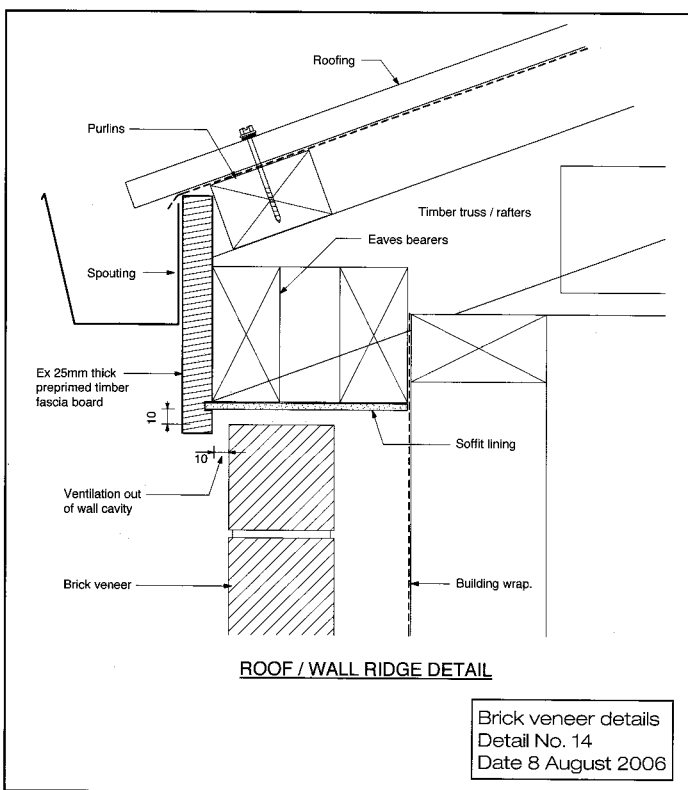 Roofing
Purlins
Timber truss / rafters
Eaves bearers
Spouting
Ex 25mm thick
preprimed timber
fascia board
10
Soffit lining
10
Ventilation out
of wall cavity
Brick veneer
Building wrap.
ROOF / WALL RIDGE DETAIL
Brick veneer details
Detail No. 14
Date 8 August 2006